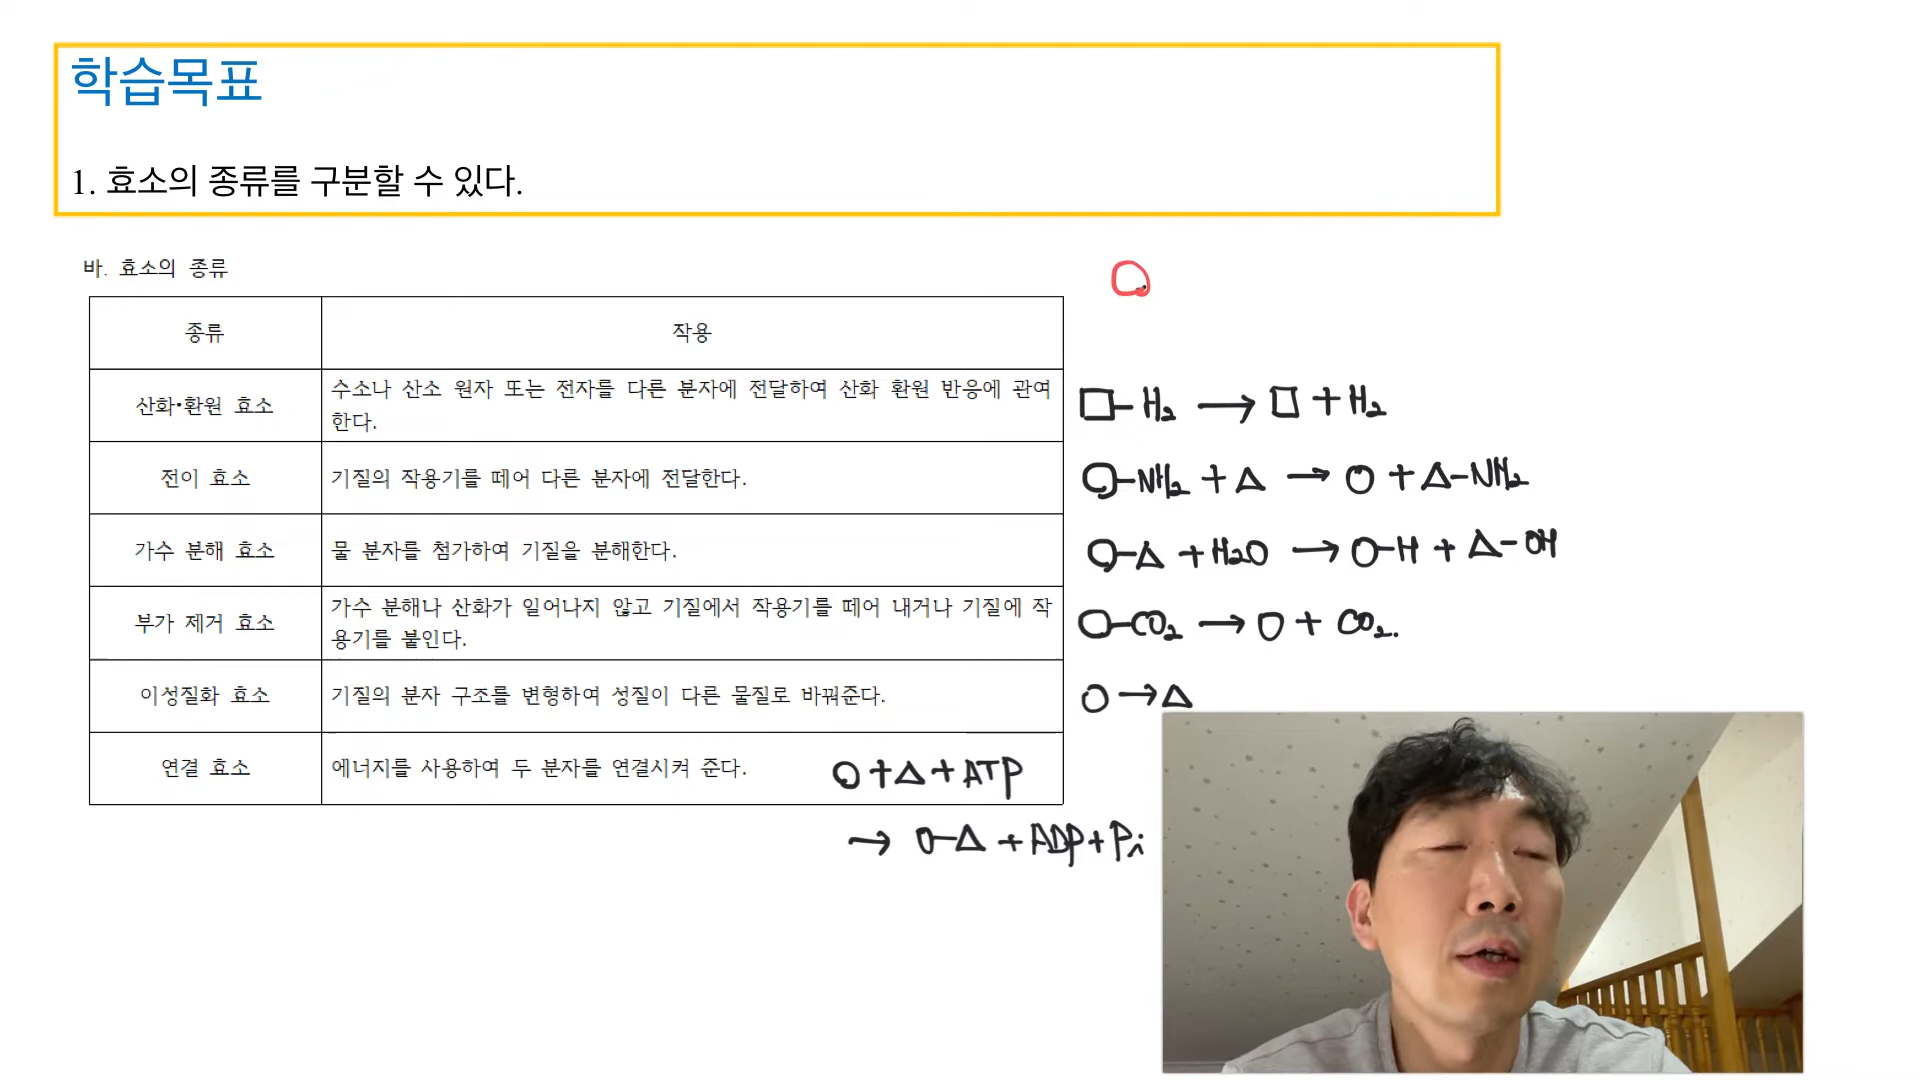 학습목표
1. 효소의 종류를 구분할 수 있다.
바. 효소의 종류
종류 작용
산화•환원 효소 수소나 산소 원자 또는 전자를 다른 분자에 전달하여 산화 환원 반응에 관여
한다.
□-H₂ → □ + H₂
전이 효소 기질의 작용기를 떼어 다른 분자에 전달한다.
○-NH₂ + △ → ○ + △-NH₂
가수 분해 효소 물 분자를 첨가하여 기질을 분해한다.
○-△ + H₂O → ○-H + △-OH
부가 제거 효소 가수 분해나 산화가 일어나지 않고 기질에서 작용기를 떼어 내거나 기질에 작
용기를 붙인다.
○-CO₂ → ○ + CO₂.
이성질화 효소 기질의 분자 구조를 변형하여 성질이 다른 물질로 바꿔준다.
○ → △
연결 효소 에너지를 사용하여 두 분자를 연결시켜 준다.
○ + △ + ATP
→ ○-△ + ADP + Pi